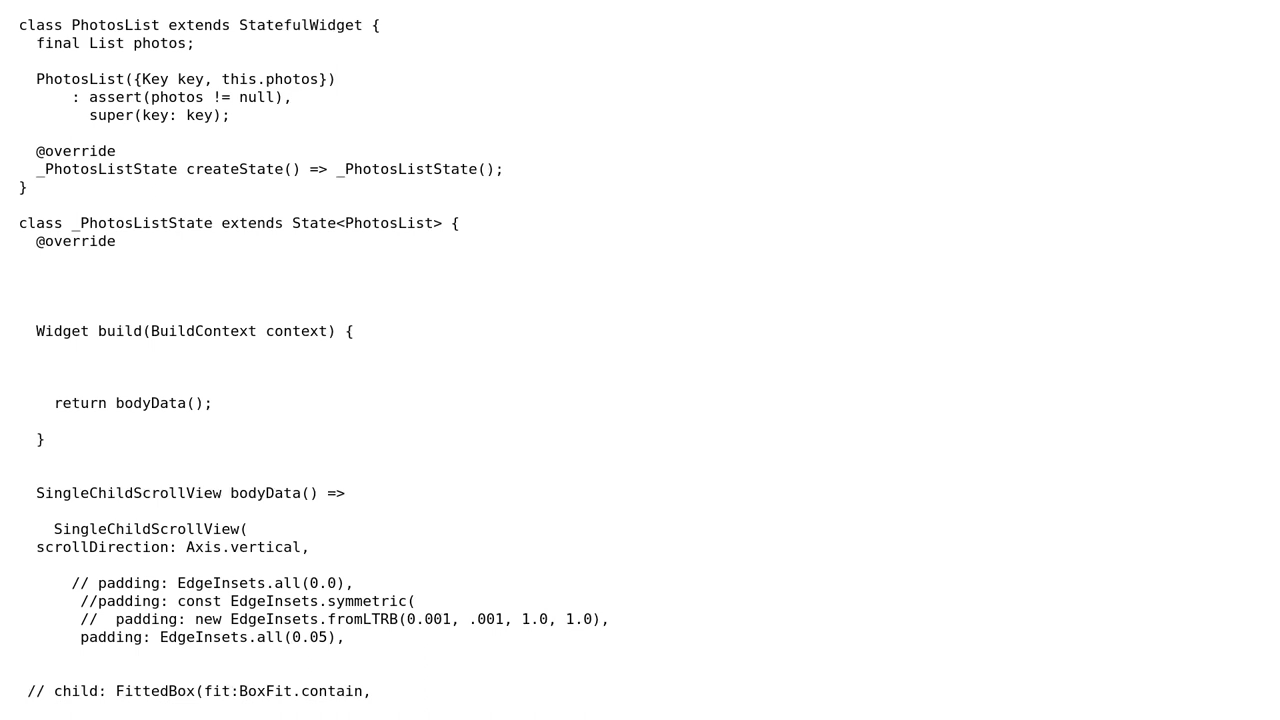 class PhotosList extends StatefulWidget {
  final List photos;

  PhotosList({Key key, this.photos})
      : assert(photos != null),
        super(key: key);

  @override
  _PhotosListState createState() => _PhotosListState();
}

class _PhotosListState extends State<PhotosList> {
  @override




  Widget build(BuildContext context) {



    return bodyData();

  }


  SingleChildScrollView bodyData() =>

    SingleChildScrollView(
  scrollDirection: Axis.vertical,

      // padding: EdgeInsets.all(0.0),
       //padding: const EdgeInsets.symmetric(
       //  padding: new EdgeInsets.fromLTRB(0.001, .001, 1.0, 1.0),
       padding: EdgeInsets.all(0.05),


 // child: FittedBox(fit:BoxFit.contain,